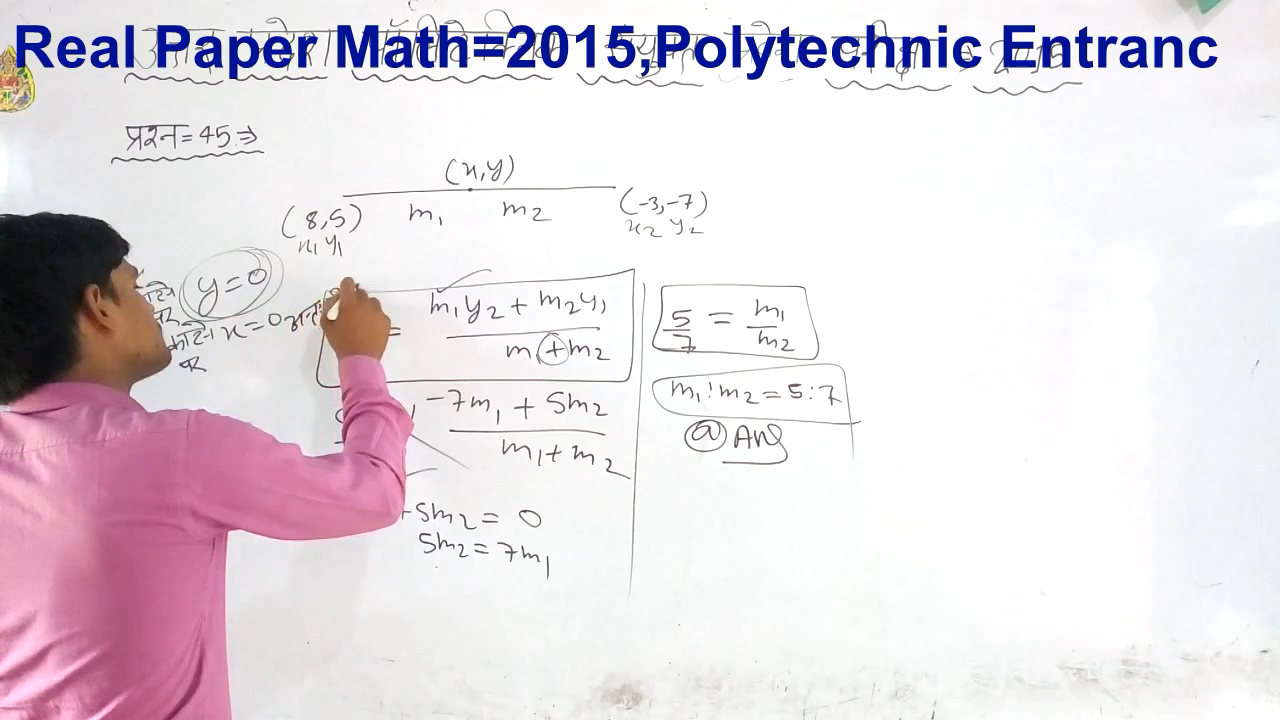 Real Paper Math=2015,Polytechnic Entranc
प्रश्न=45⇒
(x,y)
(8,5) m₁ m₂ (-3,-7)
x₁ y₁ x₂ y₂
y=0
x=0
= m₁y₂ + m₂y₁
m₁+m₂
-7m₁ + 5m₂
m₁+m₂
+5m₂ = 0
5m₂ = 7m₁
5/7 = m₁/m₂
m₁:m₂ = 5:7
ⓐ Ans